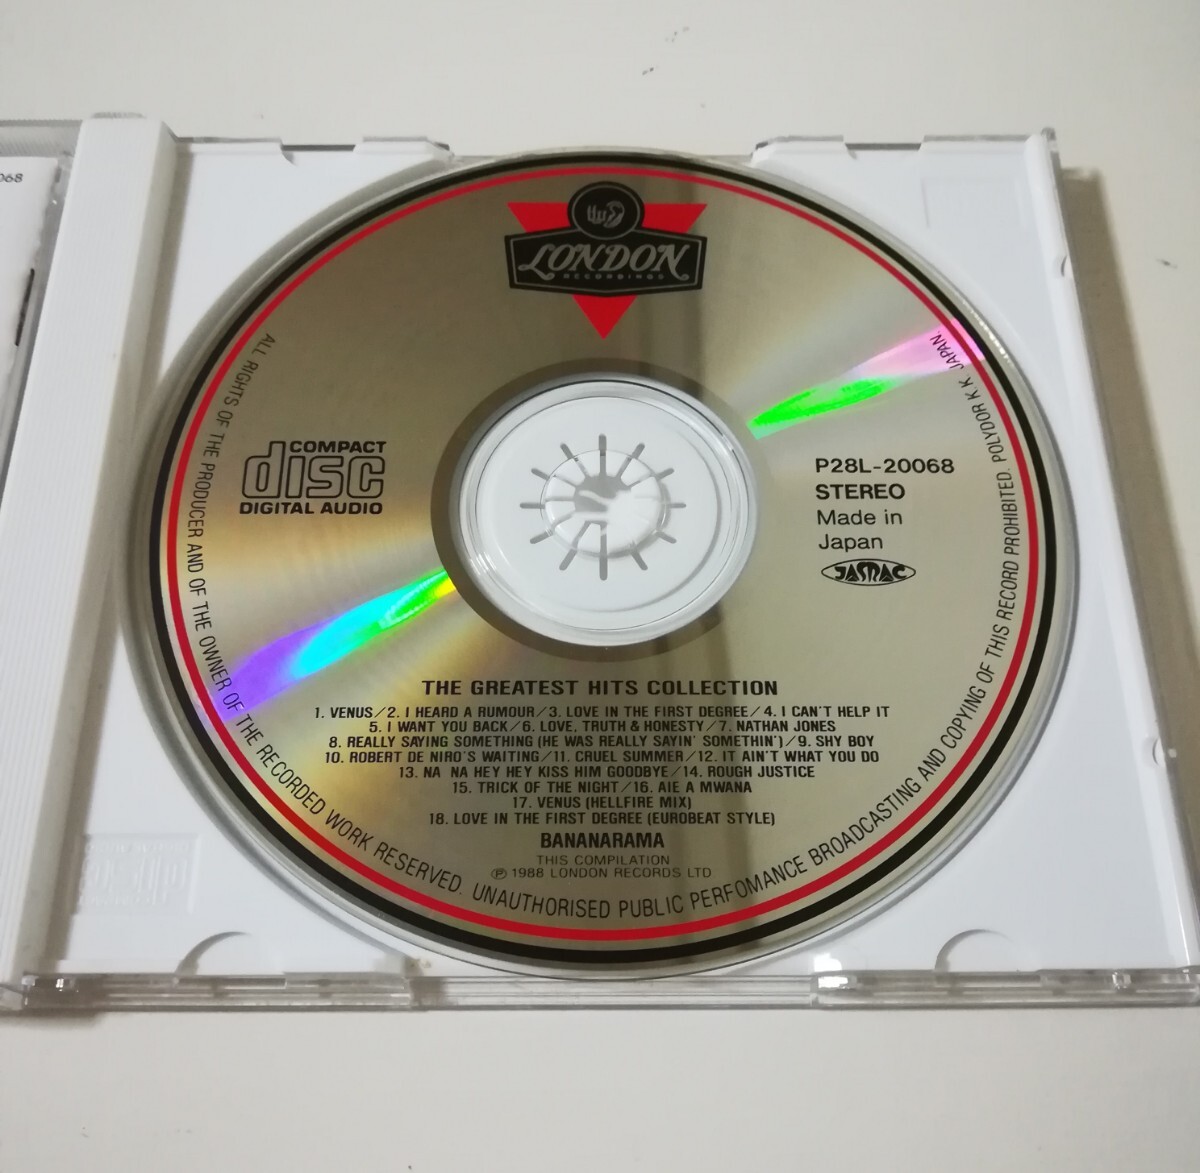 068
LONDON
RECORDINGS
COMPACT
disc
DIGITAL AUDIO
P28L-20068
STEREO
Made in
Japan
JASRAC
THE GREATEST HITS COLLECTION
1. VENUS/2. I HEARD A RUMOUR/3. LOVE IN THE FIRST DEGREE/4. I CAN'T HELP IT
5. I WANT YOU BACK/6. LOVE, TRUTH & HONESTY/7. NATHAN JONES
8. REALLY SAYING SOMETHING (HE WAS REALLY SAYIN' SOMETHIN')/9. SHY BOY
10. ROBERT DE NIRO'S WAITING/11. CRUEL SUMMER/12. IT AIN'T WHAT YOU DO
13. NA NA HEY HEY KISS HIM GOODBYE/14. ROUGH JUSTICE
15. TRICK OF THE NIGHT/16. AIE A MWANA
17. VENUS (HELLFIRE MIX)
18. LOVE IN THE FIRST DEGREE (EUROBEAT STYLE)
BANANARAMA
THIS COMPILATION
℗ 1988 LONDON RECORDS LTD
ALL RIGHTS OF THE PRODUCER AND OF THE OWNER OF THE RECORDED WORK RESERVED. UNAUTHORISED PUBLIC PERFOMANCE BROADCASTING AND COPYING OF THIS RECORD PROHIBITED. POLYDOR K.K. JAPAN.